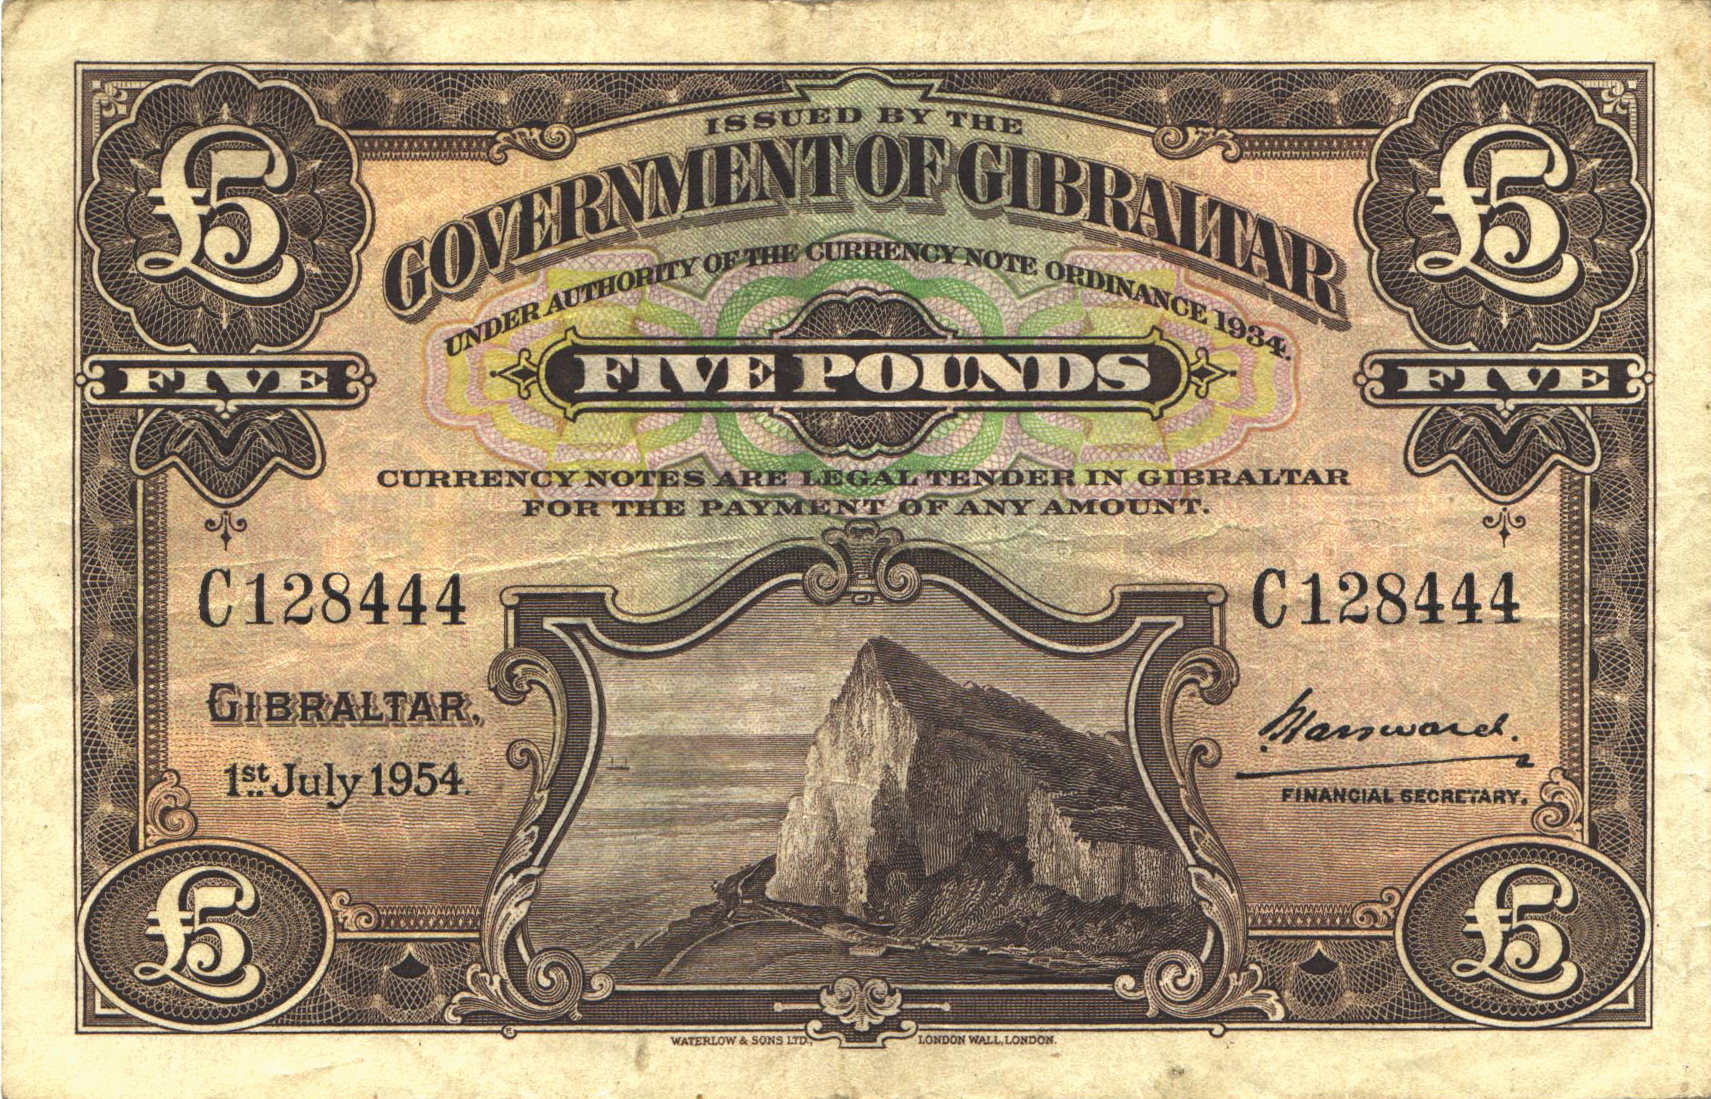 ISSUED BY THE
GOVERNMENT OF GIBRALTAR
UNDER AUTHORITY OF THE CURRENCY NOTE ORDINANCE 1934.
£5
£5
FIVE
FIVE POUNDS
FIVE
CURRENCY NOTES ARE LEGAL TENDER IN GIBRALTAR
FOR THE PAYMENT OF ANY AMOUNT.
C128444
C128444
GIBRALTAR,
1st July 1954.
FINANCIAL SECRETARY.
£5
£5
WATERLOW & SONS LTD., LONDON WALL, LONDON.